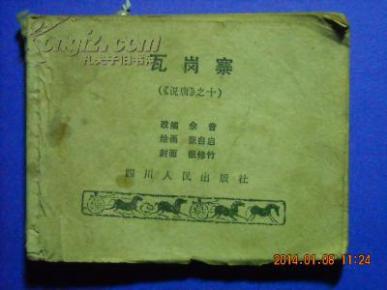 kongfz.com
孔夫子旧书网
瓦岗寨
(《说唐》之十)
改编 余音
绘画 张自启
封面 张修竹
四川人民出版社
2014.01.08 11:24